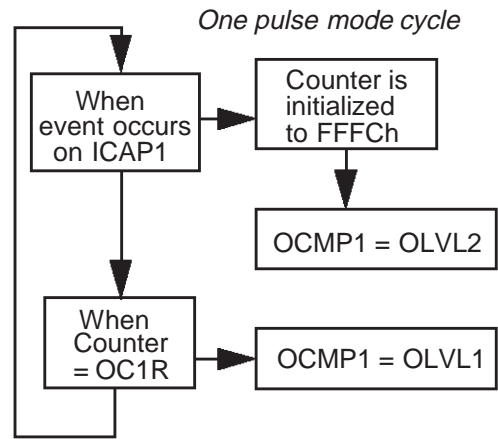 One pulse mode cycle
When
event occurs
on ICAP1
Counter is
initialized
to FFFCh
OCMP1 = OLVL2
When
Counter
= OC1R
OCMP1 = OLVL1